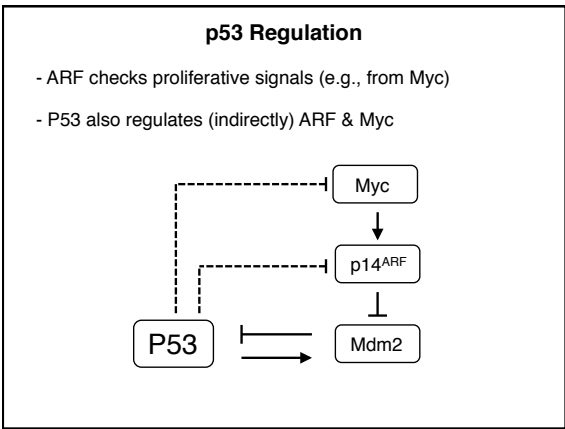 p53 Regulation
- ARF checks proliferative signals (e.g., from Myc)
- P53 also regulates (indirectly) ARF & Myc
Myc
p14ARF
P53
Mdm2